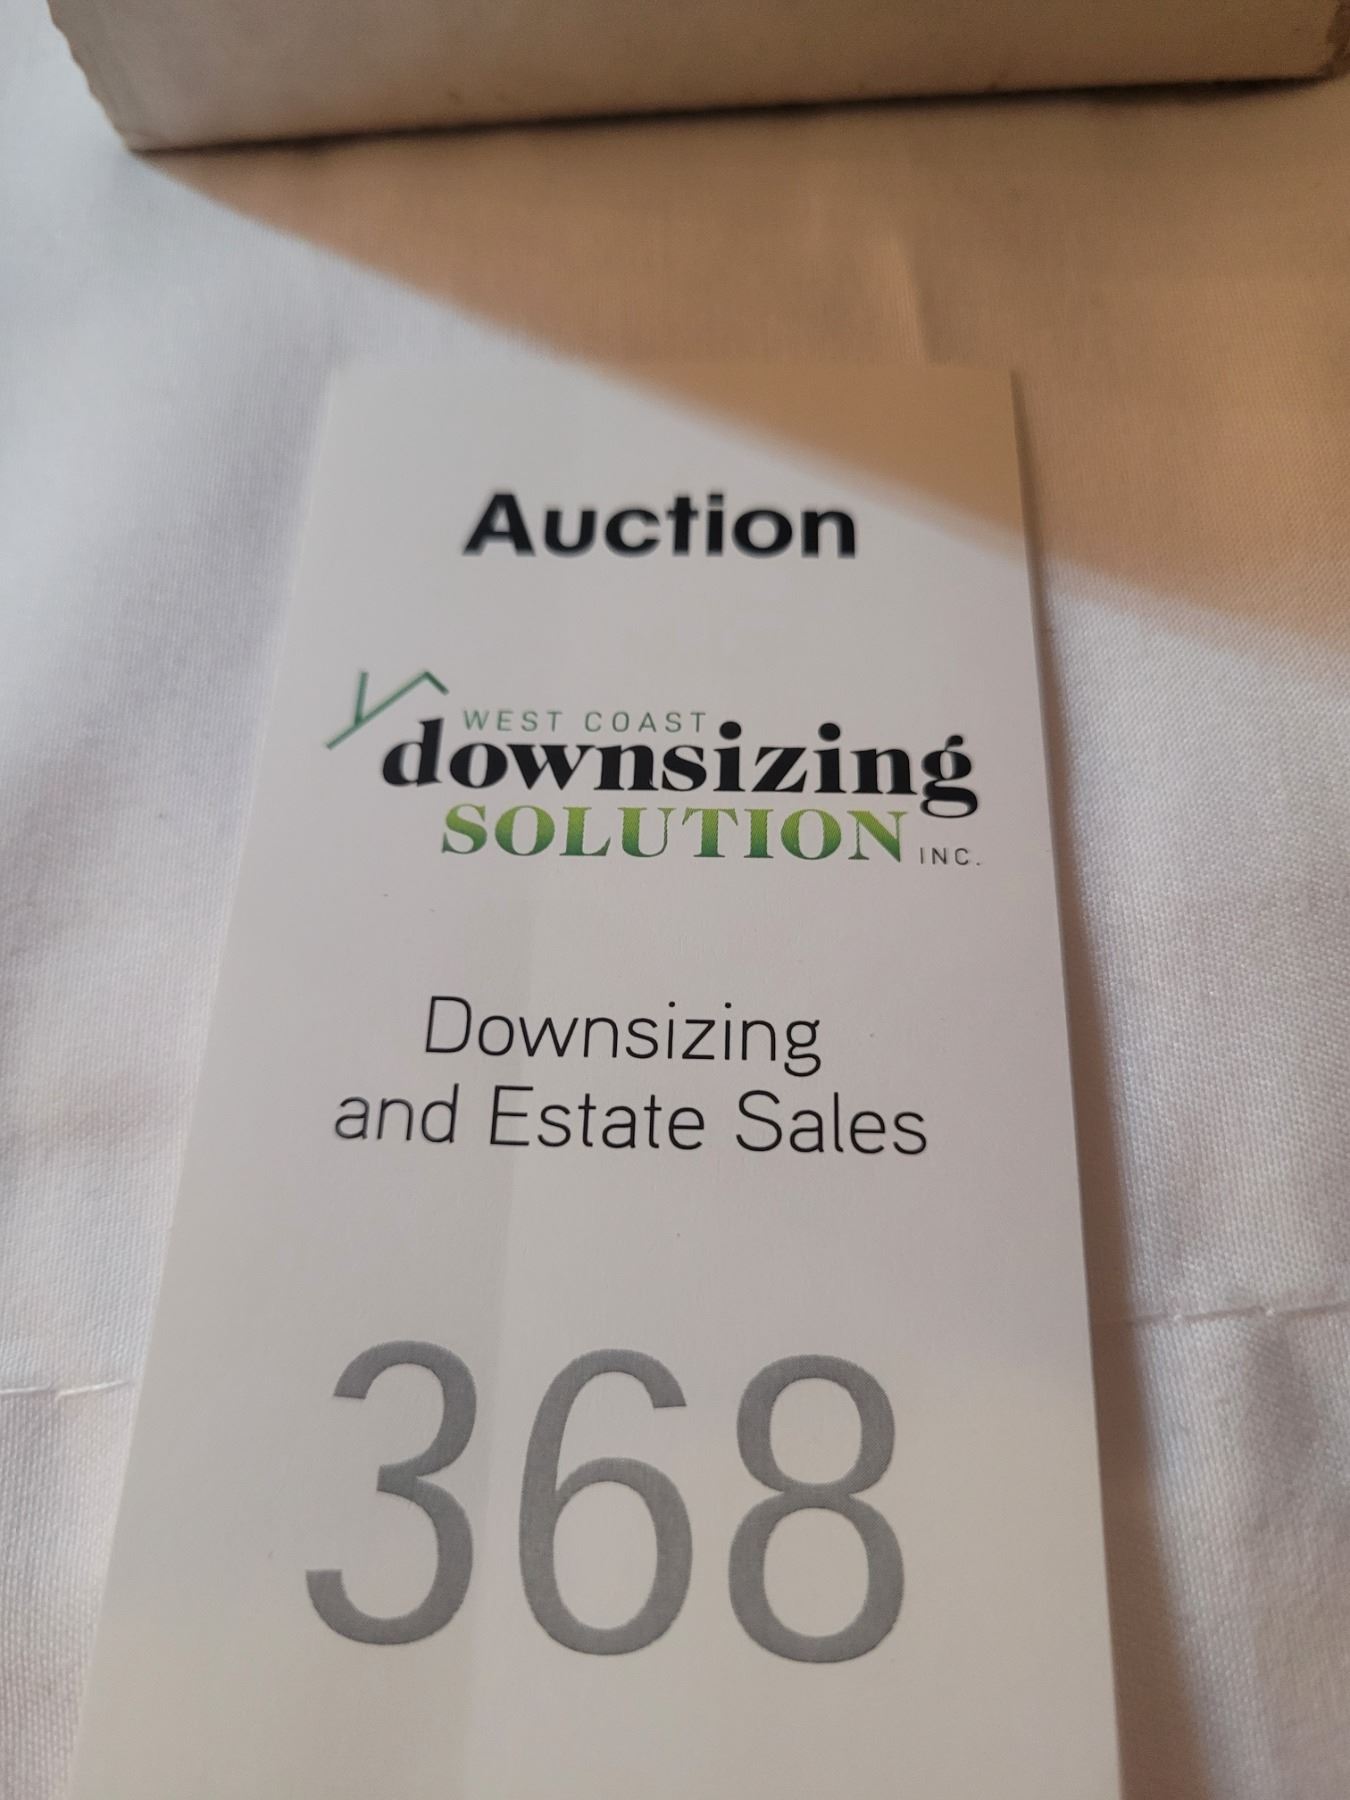 Auction
WEST COAST
downsizing
SOLUTION INC.
Downsizing
and Estate Sales
368